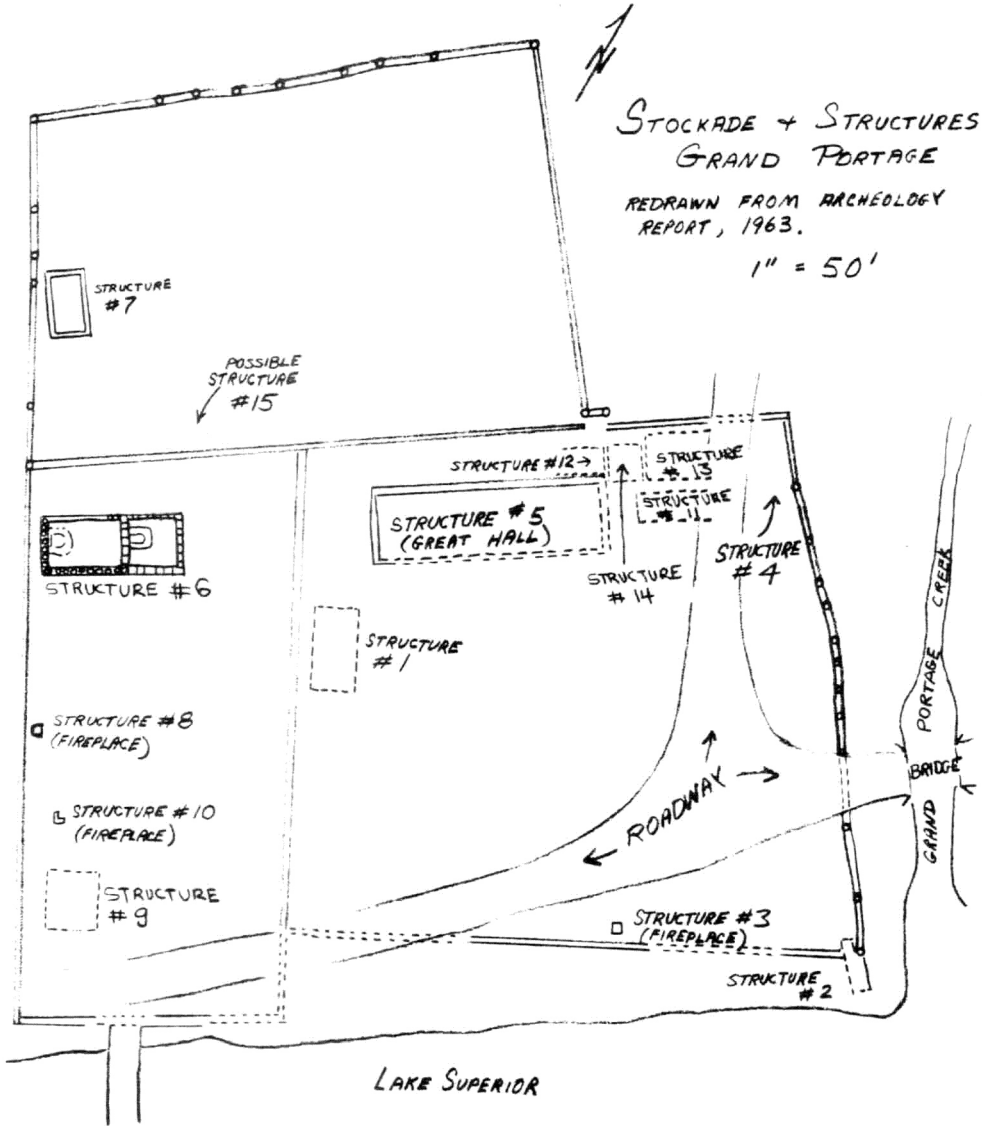 N
STOCKADE + STRUCTURES
GRAND PORTAGE
REDRAWN FROM ARCHEOLOGY
REPORT, 1963.
1" = 50'
STRUCTURE
#7
POSSIBLE
STRUCTURE
#15
STRUCTURE #12
STRUCTURE
# 13
STRUCTURE
# 11
STRUCTURE #5
(GREAT HALL)
STRUCTURE
# 14
STRUCTURE
# 4
STRUCTURE #6
STRUCTURE
# 1
STRUCTURE #8
(FIREPLACE)
STRUCTURE #10
(FIREPLACE)
STRUCTURE
#9
ROADWAY
BRIDGE
GRAND PORTAGE CREEK
STRUCTURE #3
(FIREPLACE)
STRUCTURE
# 2
LAKE SUPERIOR